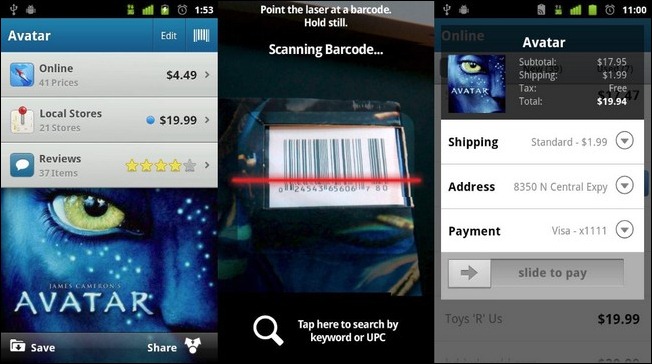 1:53
Avatar
Edit
Online
41 Prices
$4.49
Local Stores
21 Stores
$19.99
Reviews
37 Items
JAMES CAMERON'S
AVATAR
Save
Share
Point the laser at a barcode.
Hold still.
Scanning Barcode...
0 24543 65606 7 80
Tap here to search by
keyword or UPC
11:00
Online
Avatar
AVATAR
Subtotal: $17.95
Shipping: $1.99
Tax: Free
Total: $19.94
Shipping Standard - $1.99
Address 8350 N Central Expy
Payment Visa - x1111
slide to pay
Toys 'R' Us $19.99